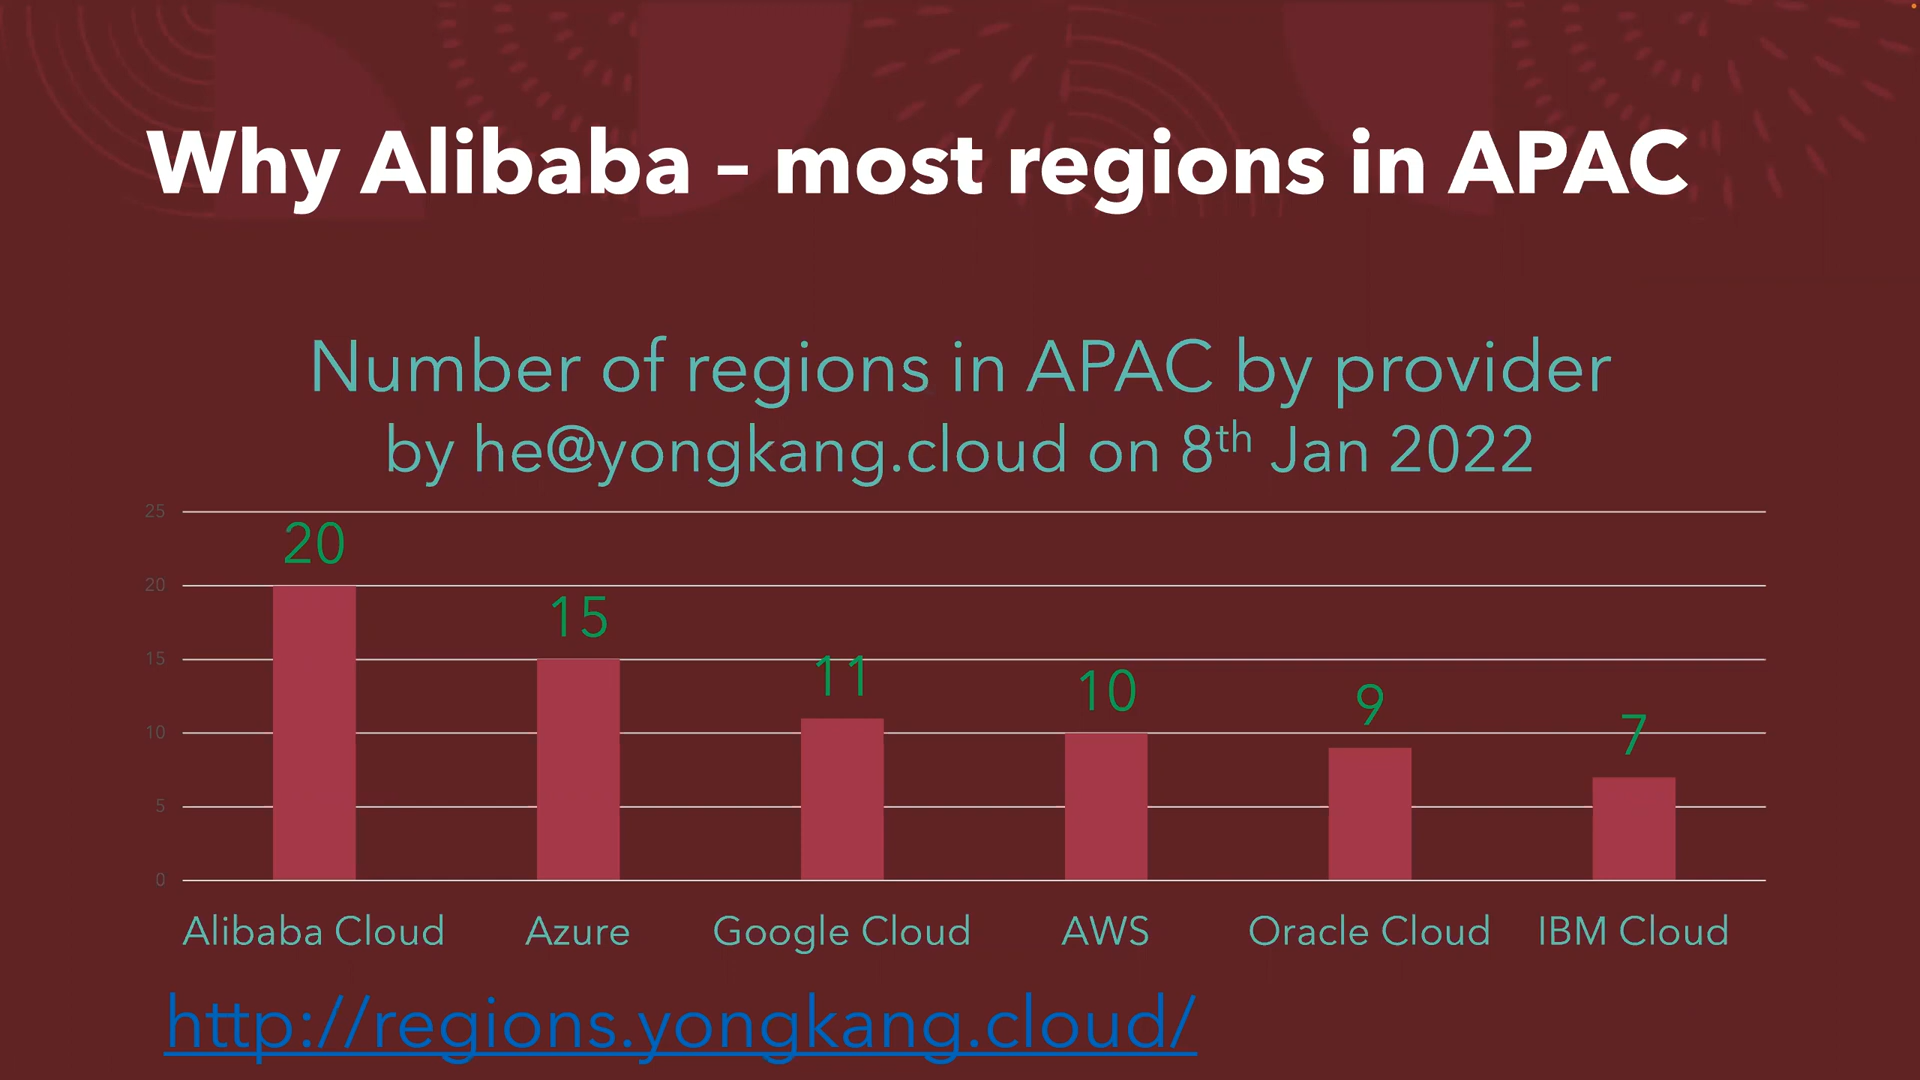 Why Alibaba – most regions in APAC
Number of regions in APAC by provider
by he@yongkang.cloud on 8th Jan 2022
25
20
15
10
5
0
20
15
11
10
9
7
Alibaba Cloud
Azure
Google Cloud
AWS
Oracle Cloud
IBM Cloud
http://regions.yongkang.cloud/